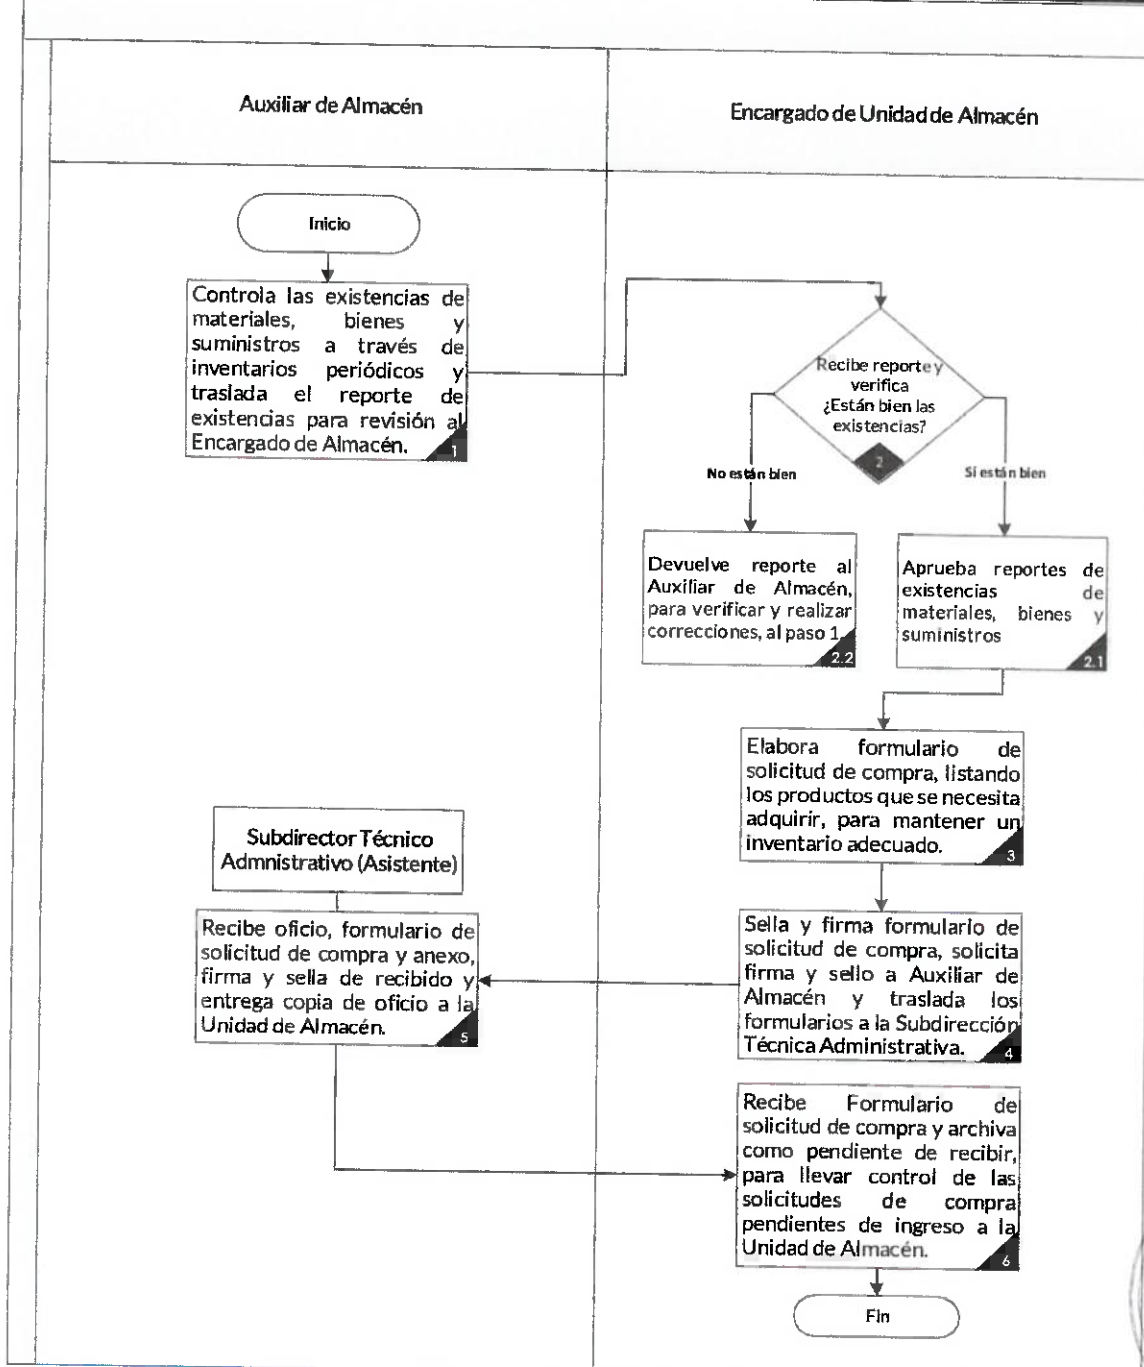 Auxiliar de Almacén
Encargado de Unidad de Almacén
Inicio
Controla las existencias de
materiales, bienes y
suministros a través de
inventarios periódicos y
traslada el reporte de
existencias para revisión al
Encargado de Almacén.
1
Recibe reporte y
verifica
¿Están bien las
existencias?
2
No están bien
Sí están bien
Devuelve reporte al
Auxiliar de Almacén,
para verificar y realizar
correcciones, al paso 1.
2.2
Aprueba reportes de
existencias de
materiales, bienes y
suministros
2.1
Elabora formulario de
solicitud de compra, listando
los productos que se necesita
adquirir, para mantener un
inventario adecuado.
3
Subdirector Técnico
Admnistrativo (Asistente)
Sella y firma formulario de
solicitud de compra, solicita
firma y sello a Auxiliar de
Almacén y traslada los
formularios a la Subdirección
Técnica Administrativa.
4
Recibe oficio, formulario de
solicitud de compra y anexo,
firma y sella de recibido y
entrega copia de oficio a la
Unidad de Almacén.
5
Recibe Formulario de
solicitud de compra y archiva
como pendiente de recibir,
para llevar control de las
solicitudes de compra
pendientes de ingreso a la
Unidad de Almacén.
6
Fin